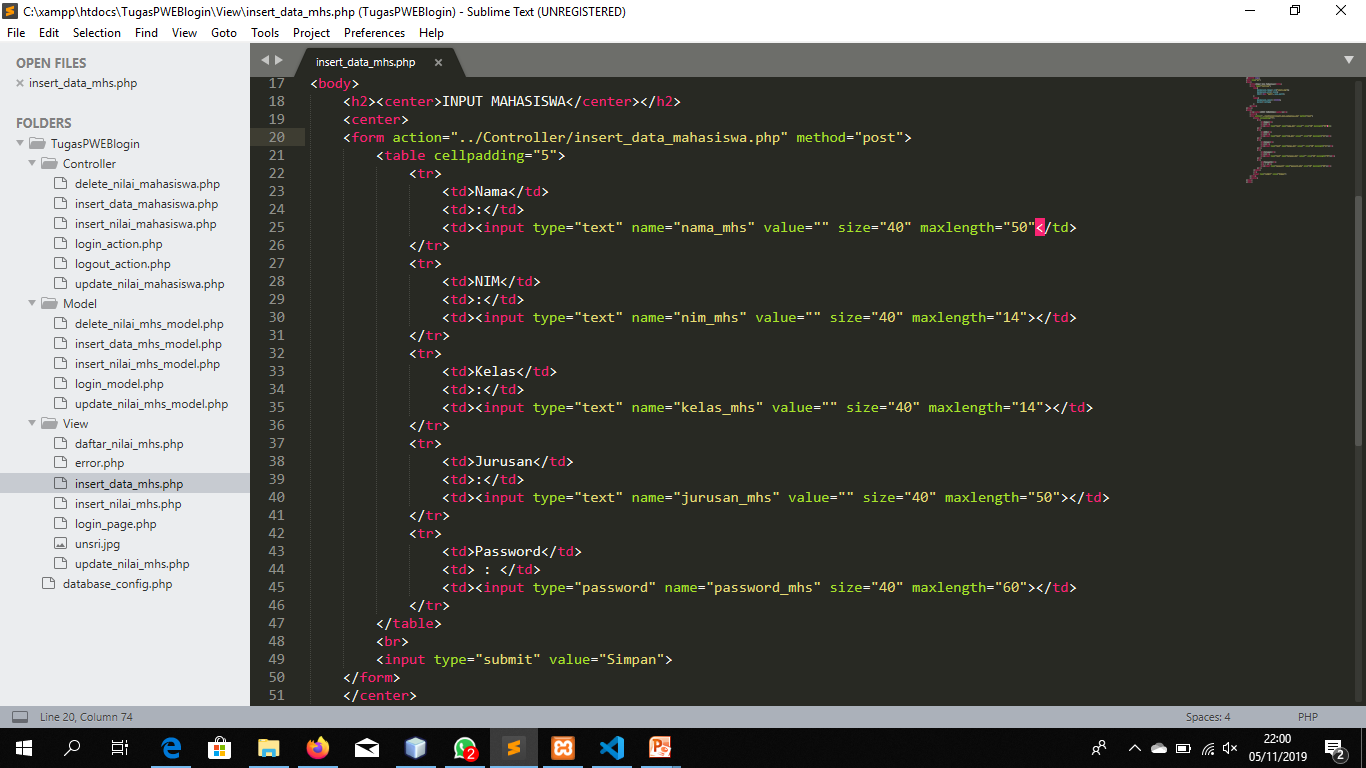 C:\xampp\htdocs\TugasPWEBlogin\View\insert_data_mhs.php (TugasPWEBlogin) - Sublime Text (UNREGISTERED)
File Edit Selection Find View Goto Tools Project Preferences Help
OPEN FILES
insert_data_mhs.php
FOLDERS
TugasPWEBlogin
Controller
delete_nilai_mahasiswa.php
insert_data_mahasiswa.php
insert_nilai_mahasiswa.php
login_action.php
logout_action.php
update_nilai_mahasiswa.php
Model
delete_nilai_mhs_model.php
insert_data_mhs_model.php
insert_nilai_mhs_model.php
login_model.php
update_nilai_mhs_model.php
View
daftar_nilai_mhs.php
error.php
insert_data_mhs.php
insert_nilai_mhs.php
login_page.php
unsri.jpg
update_nilai_mhs.php
database_config.php
insert_data_mhs.php
17 <body>
18 <h2><center>INPUT MAHASISWA</center></h2>
19 <center>
20 <form action="../Controller/insert_data_mahasiswa.php" method="post">
21 <table cellpadding="5">
22 <tr>
23 <td>Nama</td>
24 <td>:</td>
25 <td><input type="text" name="nama_mhs" value="" size="40" maxlength="50"</td>
26 </tr>
27 <tr>
28 <td>NIM</td>
29 <td>:</td>
30 <td><input type="text" name="nim_mhs" value="" size="40" maxlength="14"></td>
31 </tr>
32 <tr>
33 <td>Kelas</td>
34 <td>:</td>
35 <td><input type="text" name="kelas_mhs" value="" size="40" maxlength="14"></td>
36 </tr>
37 <tr>
38 <td>Jurusan</td>
39 <td>:</td>
40 <td><input type="text" name="jurusan_mhs" value="" size="40" maxlength="50"></td>
41 </tr>
42 <tr>
43 <td>Password</td>
44 <td> : </td>
45 <td><input type="password" name="password_mhs" size="40" maxlength="60"></td>
46 </tr>
47 </table>
48 <br>
49 <input type="submit" value="Simpan">
50 </form>
51 </center>
Line 20, Column 74
Spaces: 4
PHP
2
22:00
05/11/2019
2